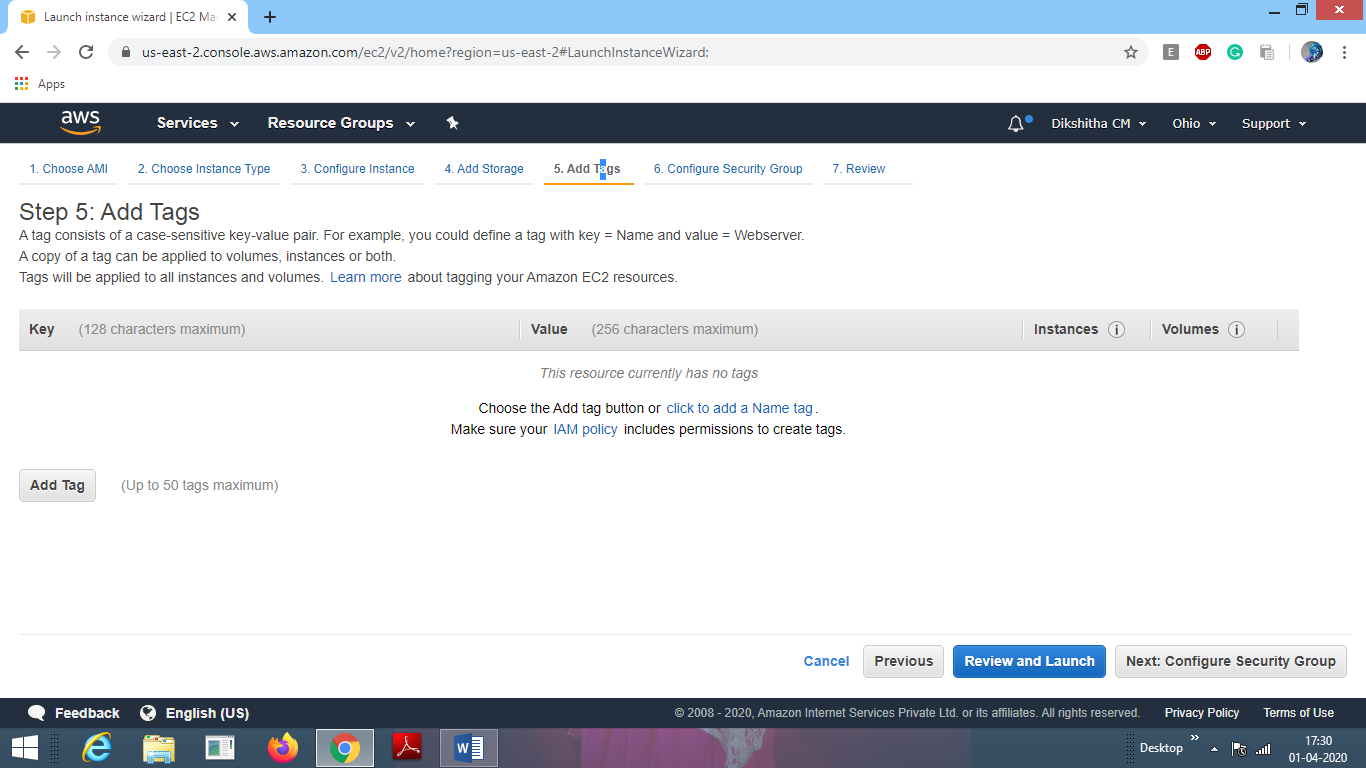 Launch instance wizard | EC2 Ma
us-east-2.console.aws.amazon.com/ec2/v2/home?region=us-east-2#LaunchInstanceWizard:
E
ABP
G
Apps
aws
Services
Resource Groups
Dikshitha CM
Ohio
Support
1. Choose AMI
2. Choose Instance Type
3. Configure Instance
4. Add Storage
5. Add Tags
6. Configure Security Group
7. Review
Step 5: Add Tags
A tag consists of a case-sensitive key-value pair. For example, you could define a tag with key = Name and value = Webserver.
A copy of a tag can be applied to volumes, instances or both.
Tags will be applied to all instances and volumes. Learn more about tagging your Amazon EC2 resources.
Key (128 characters maximum)
Value (256 characters maximum)
Instances i
Volumes i
This resource currently has no tags
Choose the Add tag button or click to add a Name tag.
Make sure your IAM policy includes permissions to create tags.
Add Tag
(Up to 50 tags maximum)
Cancel
Previous
Review and Launch
Next: Configure Security Group
Feedback
English (US)
© 2008 - 2020, Amazon Internet Services Private Ltd. or its affiliates. All rights reserved.
Privacy Policy
Terms of Use
Desktop
17:30
01-04-2020